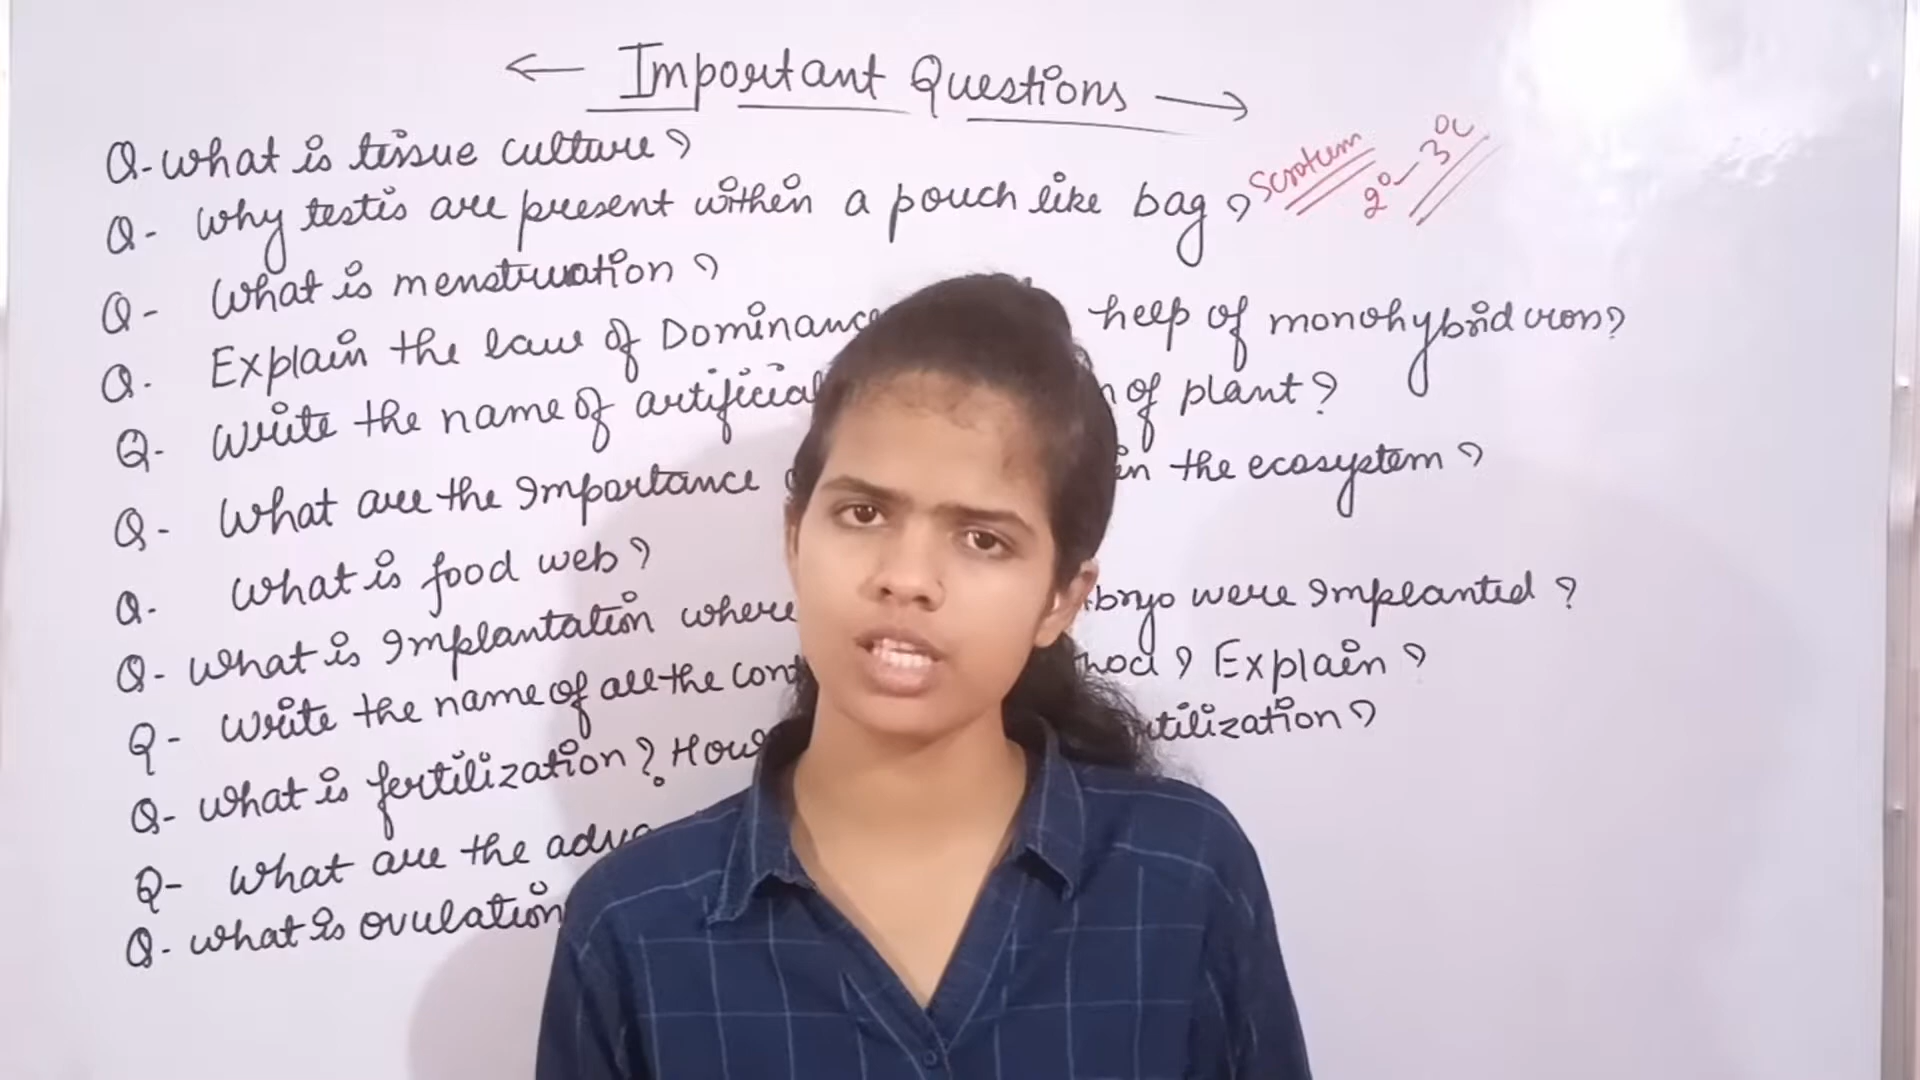 ← Important Questions →
Q- What is tissue culture?
Q- Why testis are present within a pouch like bag? Scrotum 2°-3°C
Q- What is menstruation?
Q. Explain the law of Dominance help of monohybrid cross?
Q- Write the name of artificial of plant?
Q- What are the Importance in the ecosystem?
Q. What is food web?
Q- What is Implantation where were Implanted?
Q- Write the name of all the Explain?
Q- What is fertilization? How
Q- What are the
Q- What is ovulation